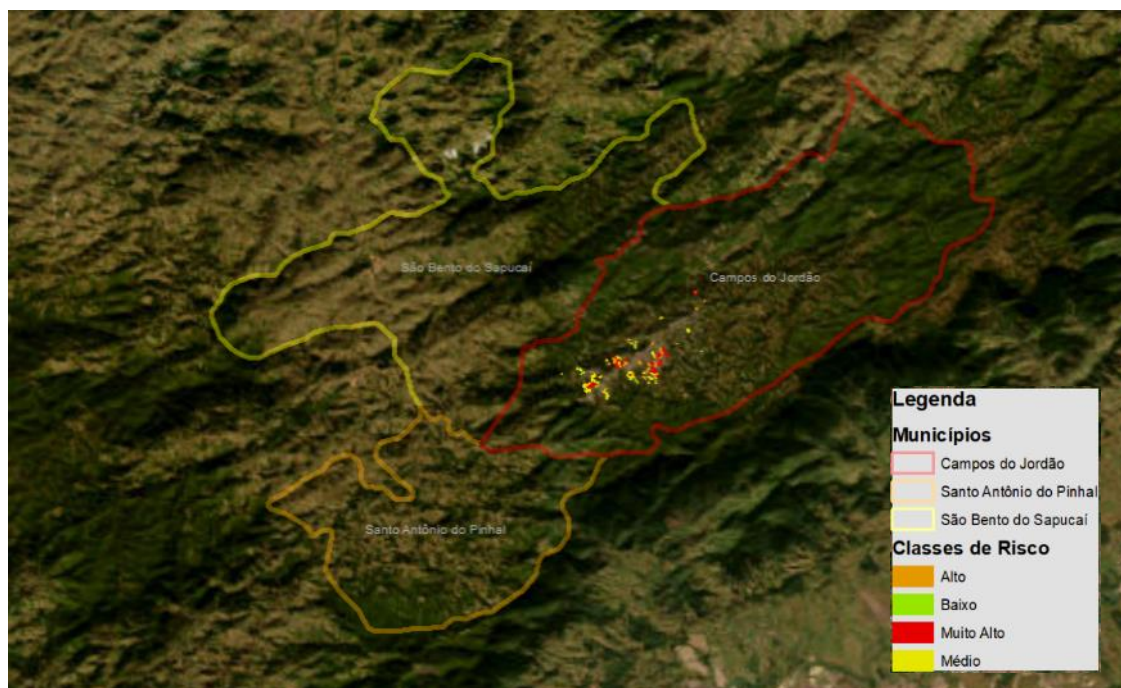 São Bento do Sapucaí
Campos do Jordão
Santo Antônio do Pinhal
Legenda
Municípios
Campos do Jordão
Santo Antônio do Pinhal
São Bento do Sapucaí
Classes de Risco
Alto
Baixo
Muito Alto
Médio